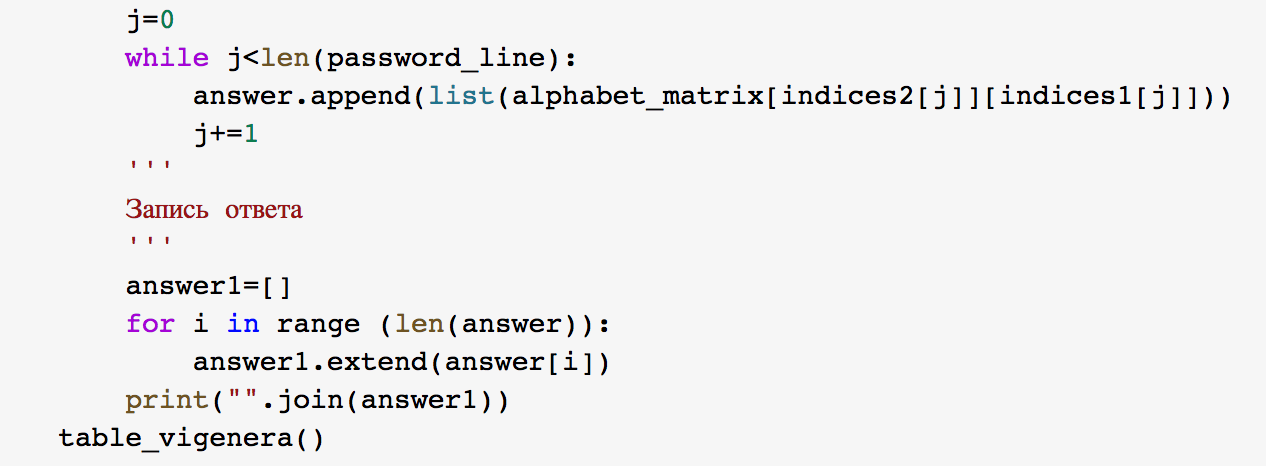 j=0
while j<len(password_line):
answer.append(list(alphabet_matrix[indices2[j]][indices1[j]]))
j+=1
'''
Запись ответа
'''
answer1=[]
for i in range (len(answer)):
answer1.extend(answer[i])
print("".join(answer1))
table_vigenera()